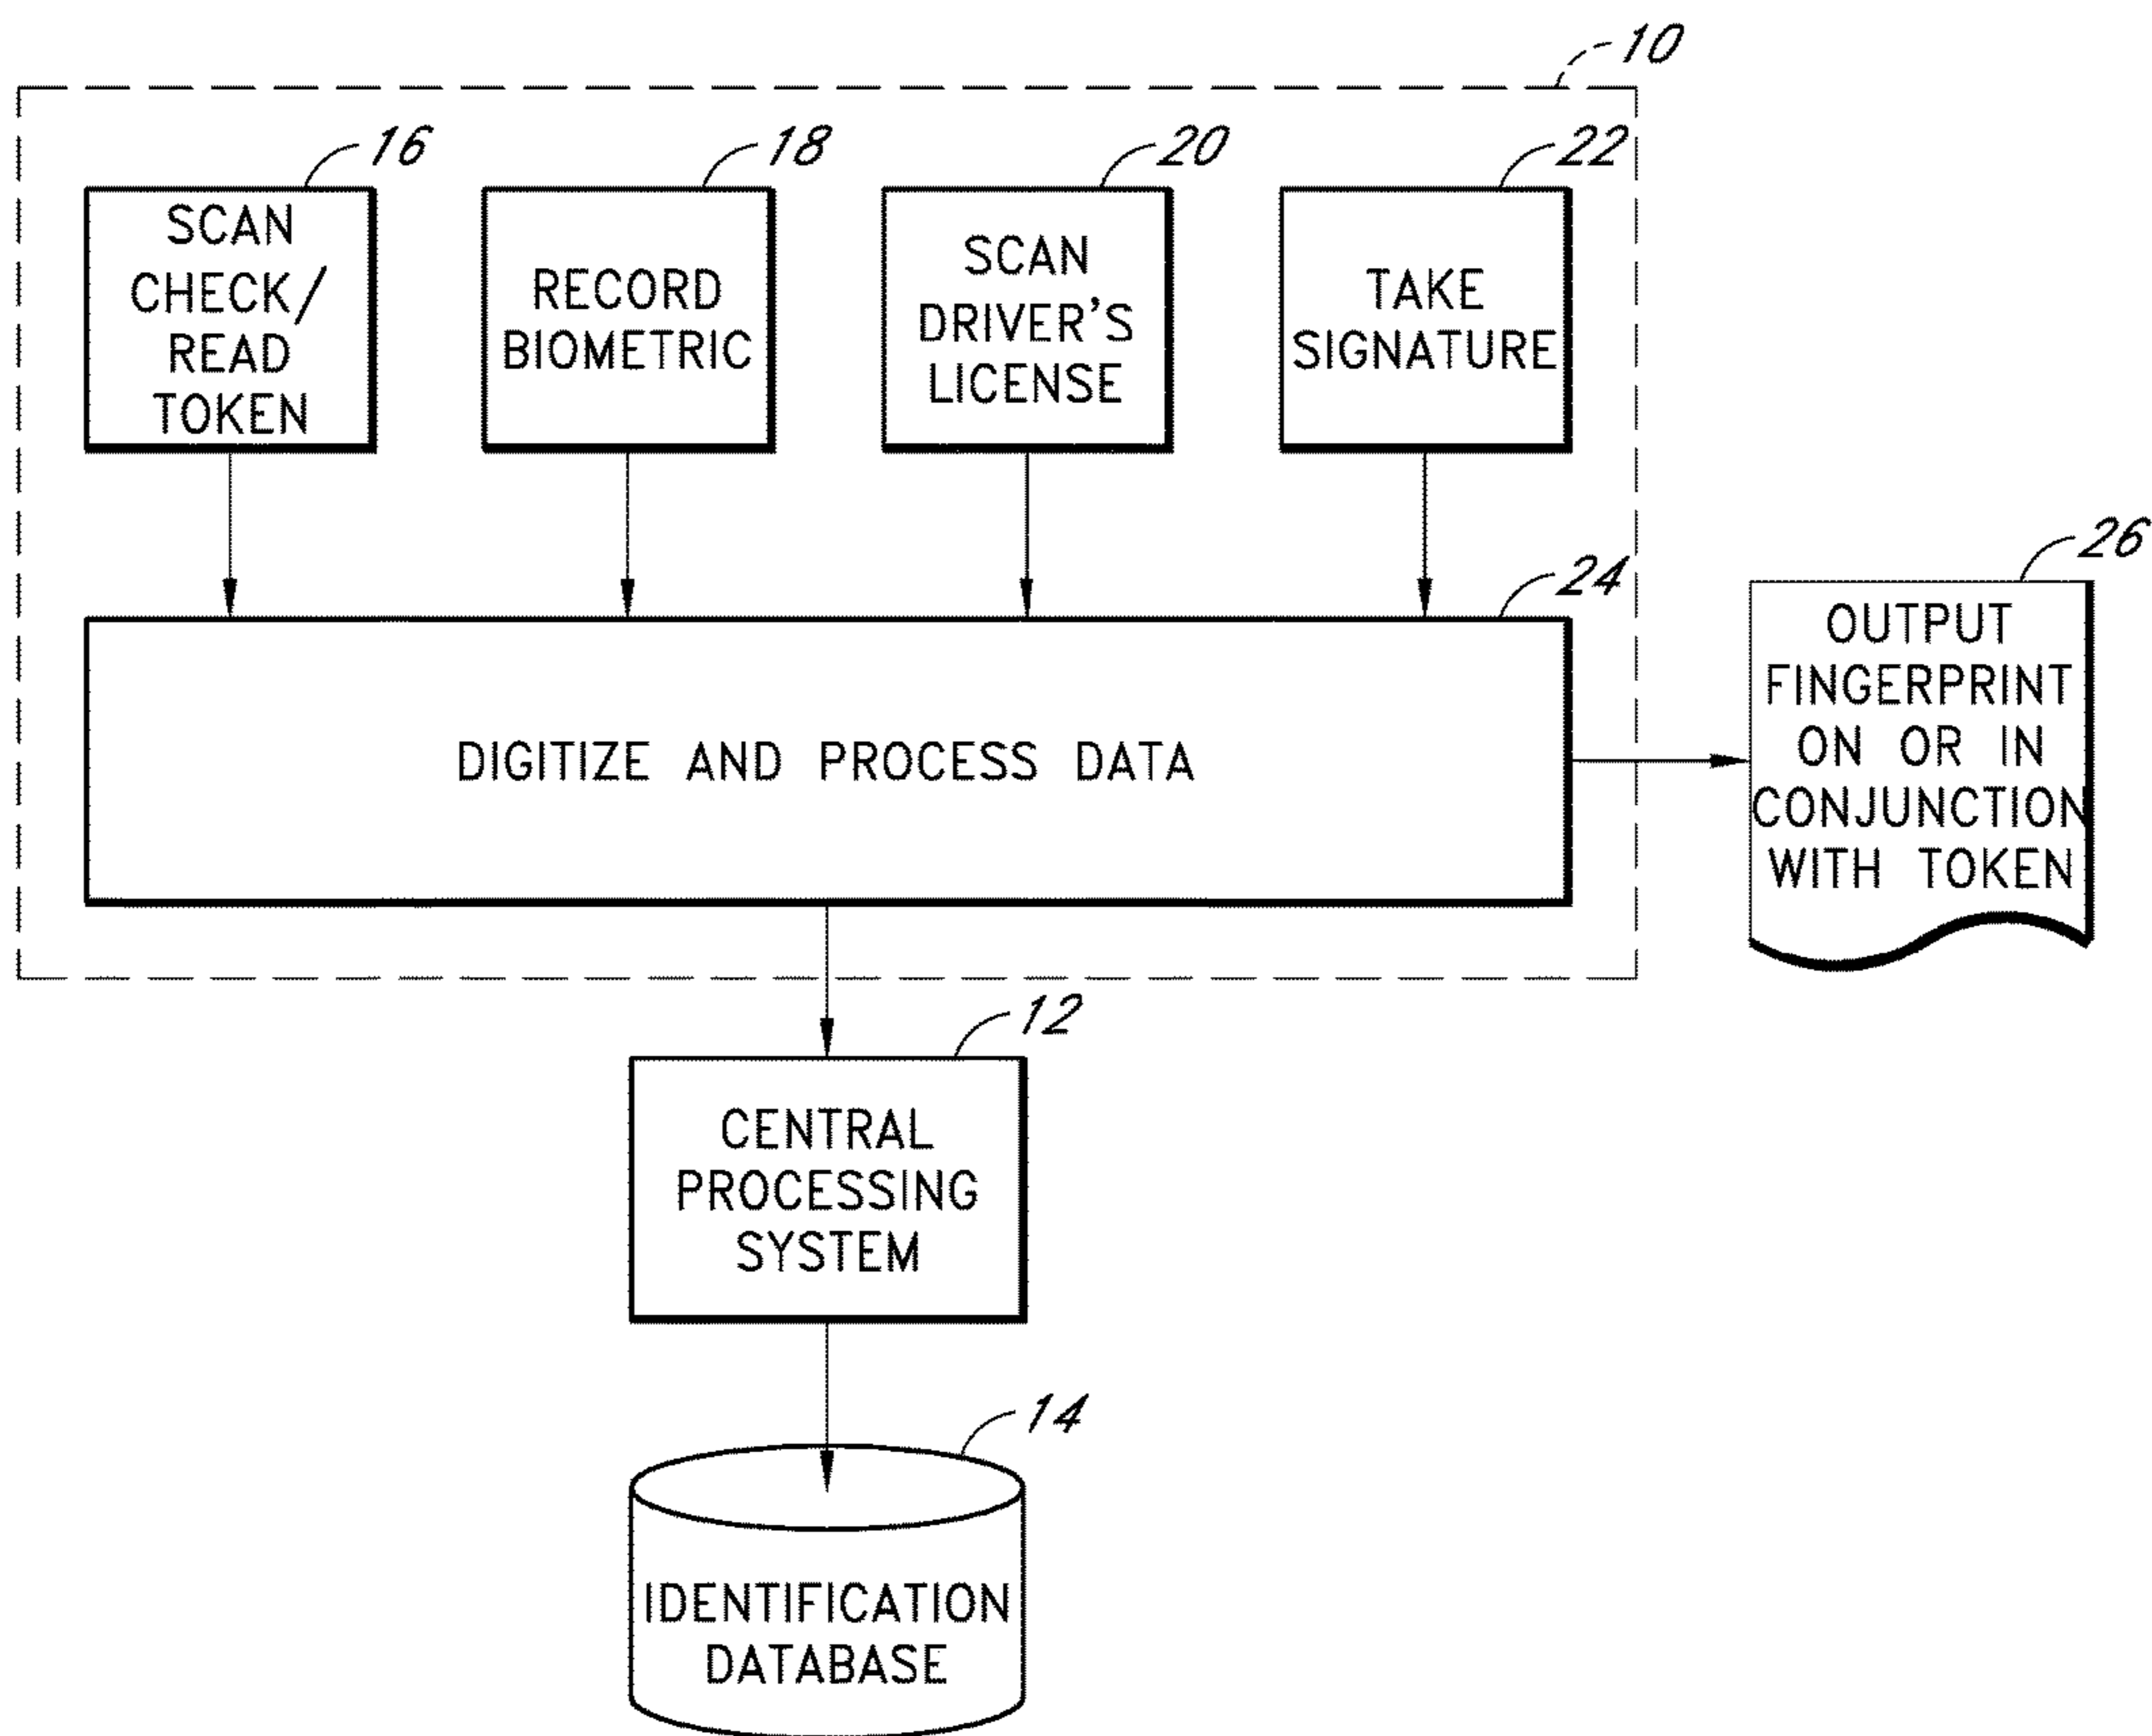 10
16
18
20
22
SCAN
CHECK/
READ
TOKEN
RECORD
BIOMETRIC
SCAN
DRIVER'S
LICENSE
TAKE
SIGNATURE
24
26
DIGITIZE AND PROCESS DATA
OUTPUT
FINGERPRINT
ON OR IN
CONJUNCTION
WITH TOKEN
12
CENTRAL
PROCESSING
SYSTEM
14
IDENTIFICATION
DATABASE